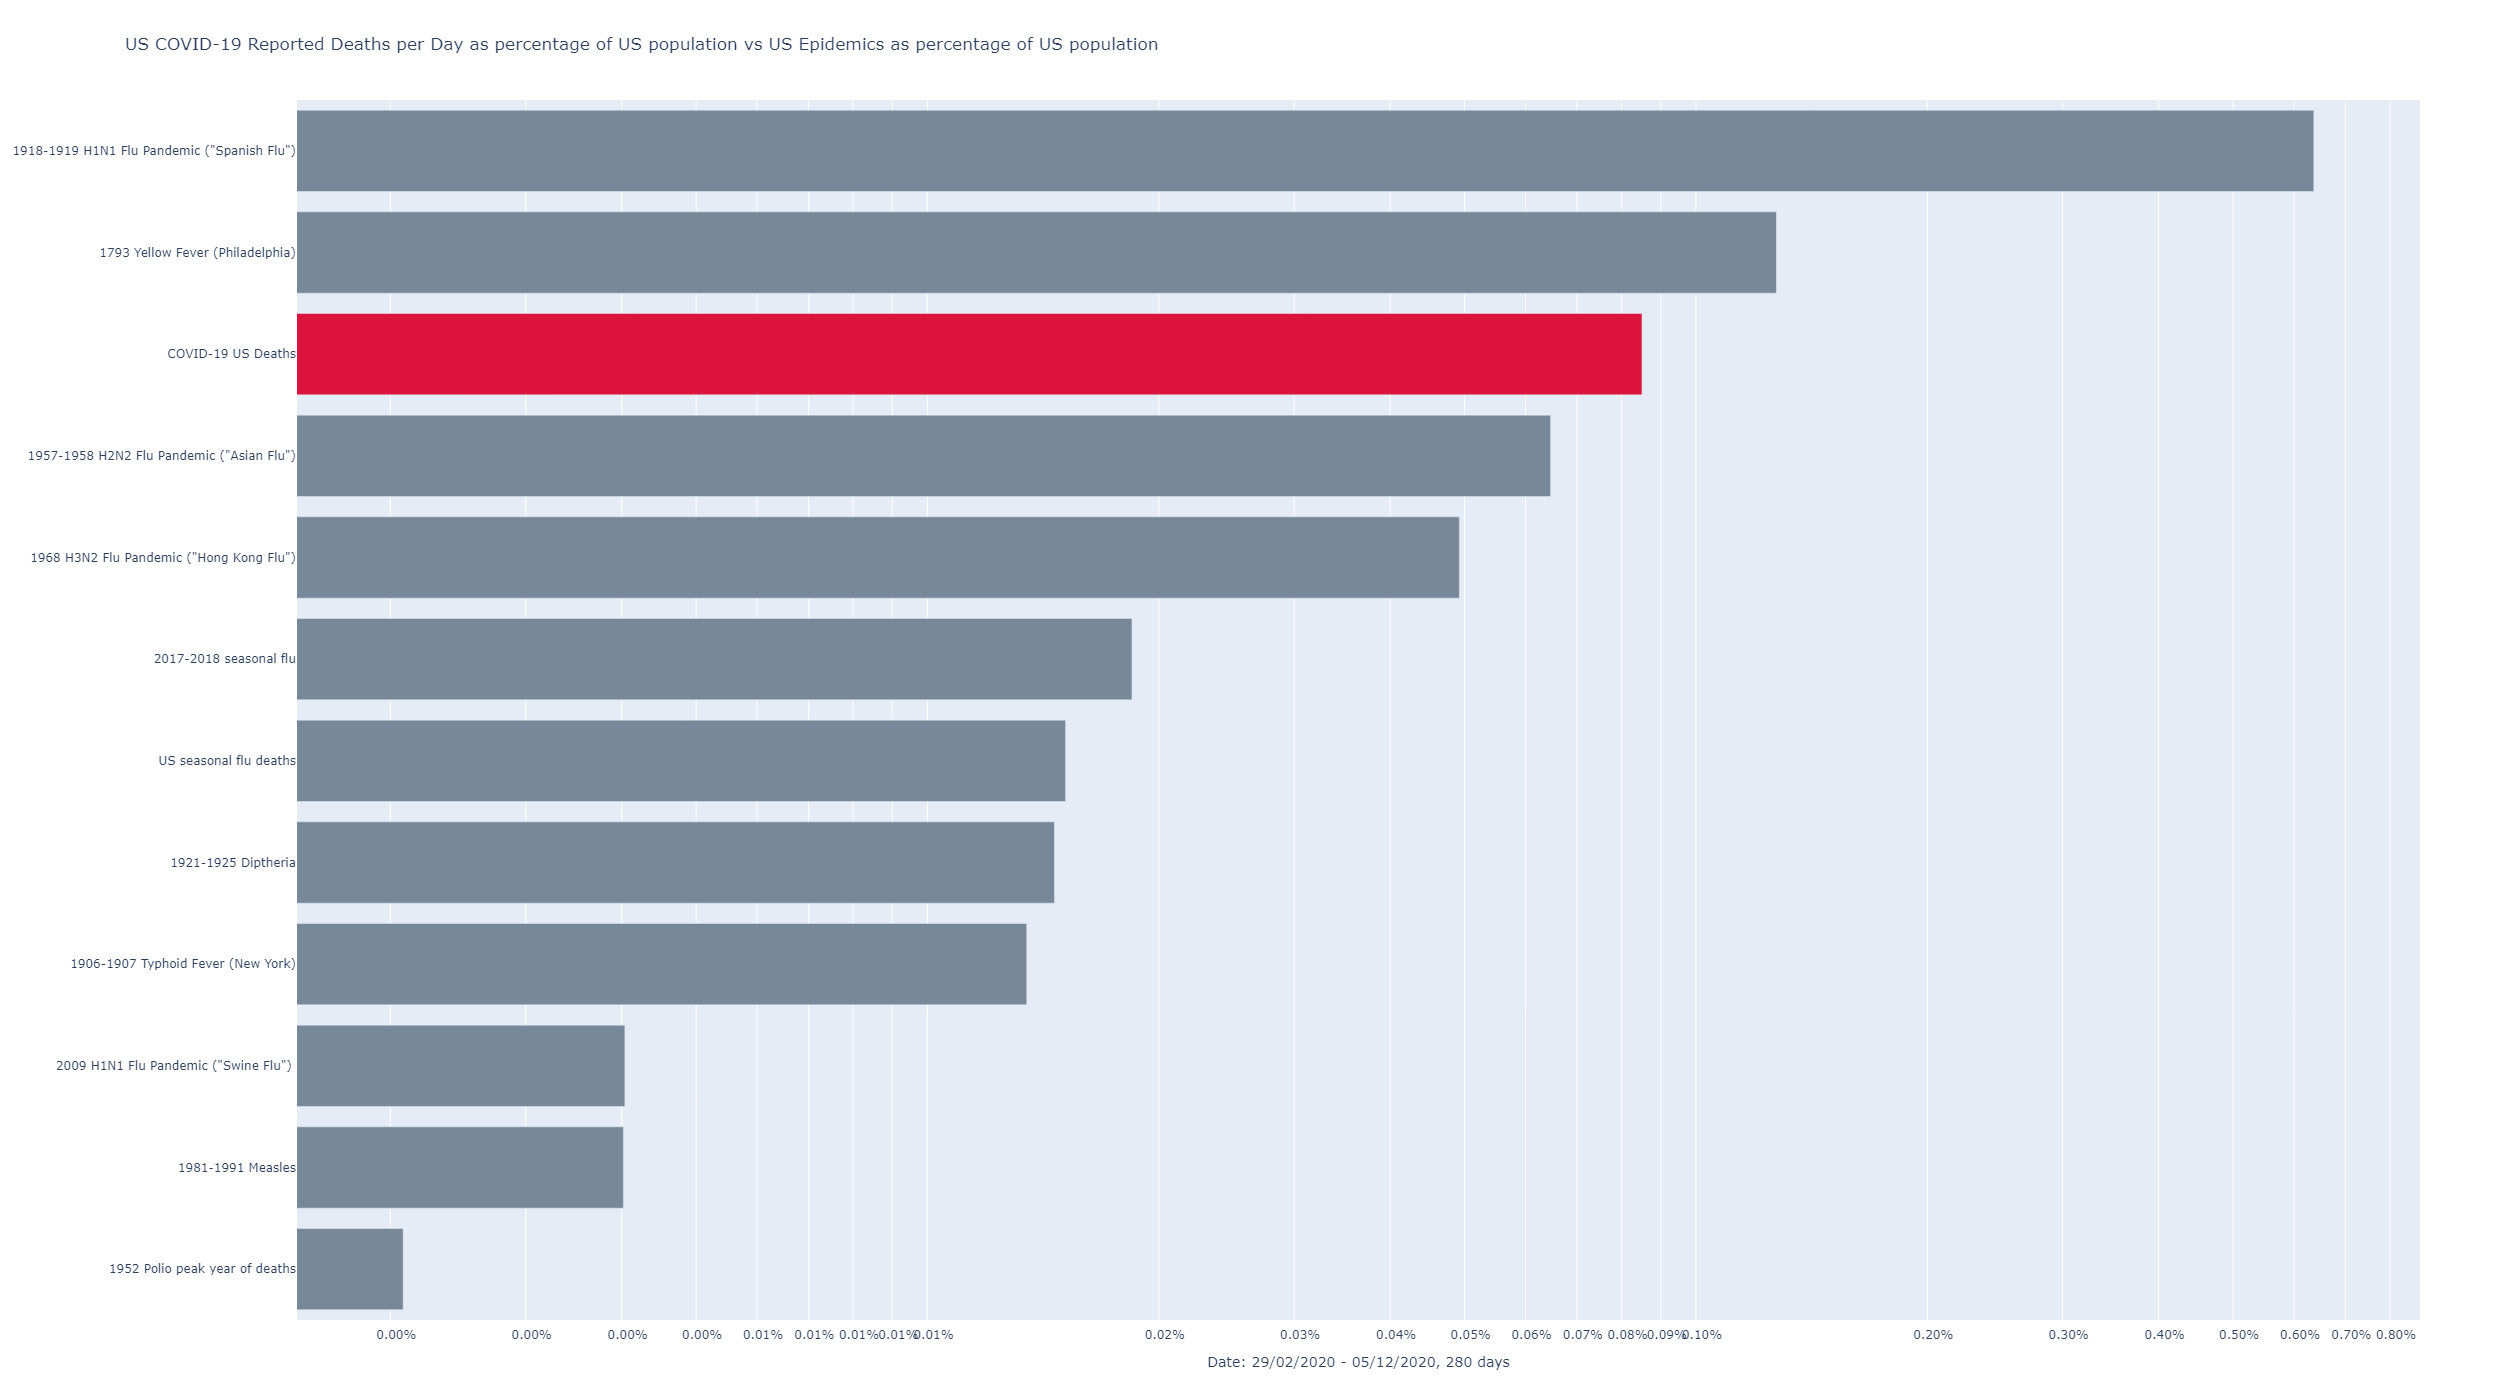 US COVID-19 Reported Deaths per Day as percentage of US population vs US Epidemics as percentage of US population
1918-1919 H1N1 Flu Pandemic ("Spanish Flu")
1793 Yellow Fever (Philadelphia)
COVID-19 US Deaths
1957-1958 H2N2 Flu Pandemic ("Asian Flu")
1968 H3N2 Flu Pandemic ("Hong Kong Flu")
2017-2018 seasonal flu
US seasonal flu deaths
1921-1925 Diptheria
1906-1907 Typhoid Fever (New York)
2009 H1N1 Flu Pandemic ("Swine Flu")
1981-1991 Measles
1952 Polio peak year of deaths
0.00% 0.00% 0.00% 0.00% 0.01% 0.01% 0.01% 0.01% 0.01% 0.02% 0.03% 0.04% 0.05% 0.06% 0.07% 0.08% 0.09% 0.10% 0.20% 0.30% 0.40% 0.50% 0.60% 0.70% 0.80%
Date: 29/02/2020 - 05/12/2020, 280 days